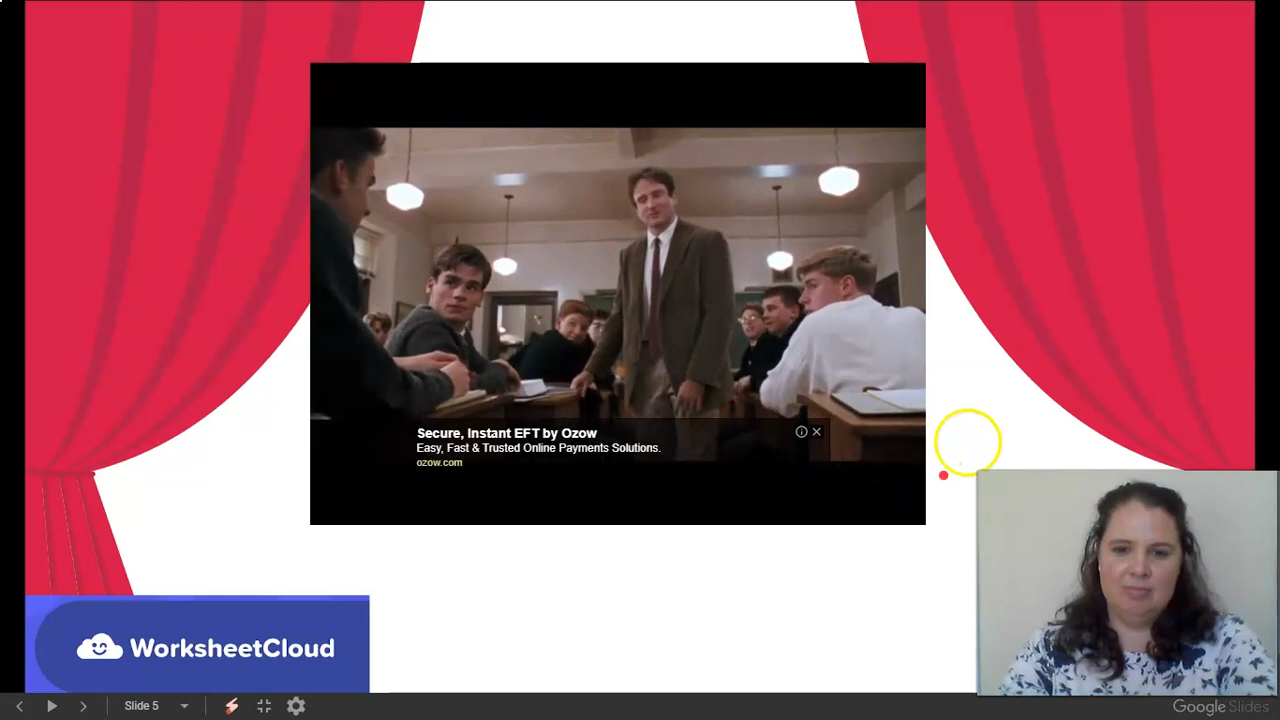 Secure, Instant EFT by Ozow
Easy, Fast & Trusted Online Payments Solutions.
ozow.com
WorksheetCloud
Slide 5
Google Slides